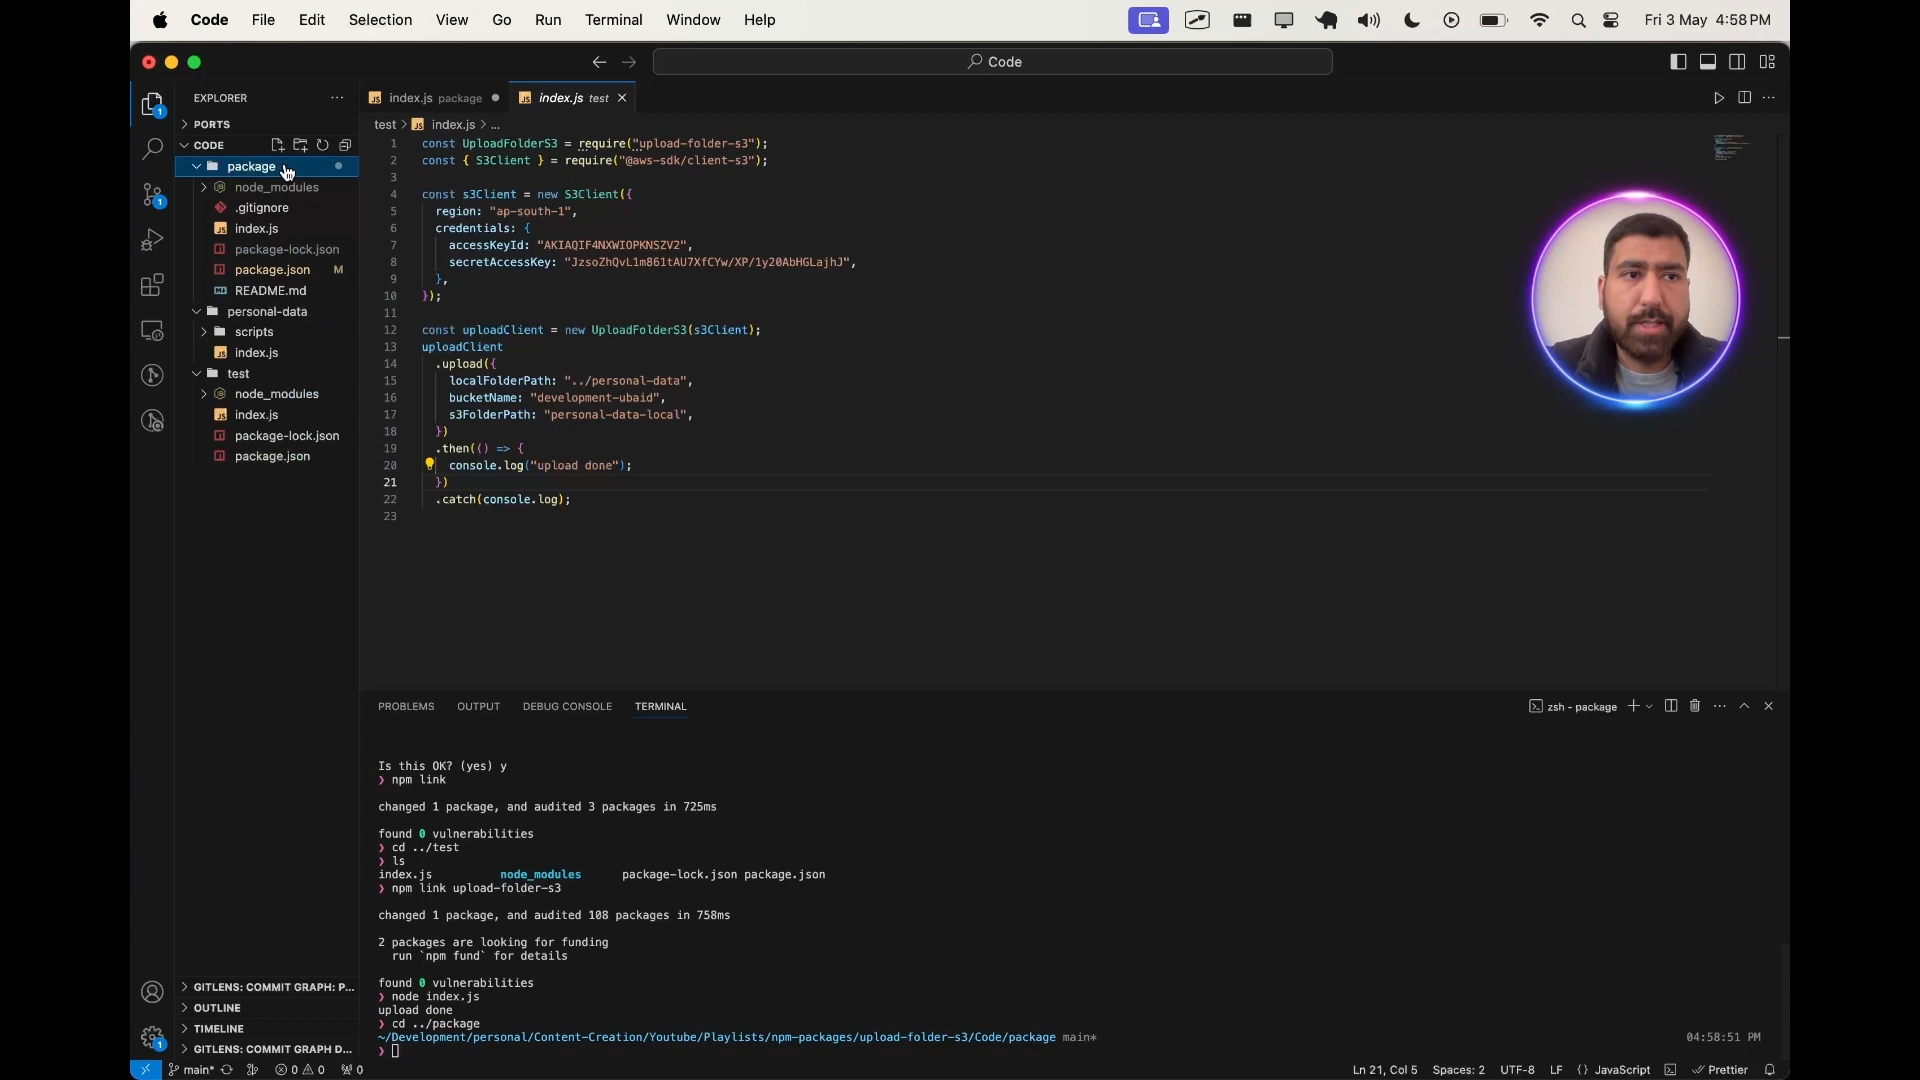 Code File Edit Selection View Go Run Terminal Window Help Fri 3 May 4:58 PM
Code
EXPLORER
PORTS
CODE
package
node_modules
.gitignore
index.js
package-lock.json
package.json M
README.md
personal-data
scripts
index.js
test
node_modules
index.js
package-lock.json
package.json
GITLENS: COMMIT GRAPH: P...
OUTLINE
TIMELINE
GITLENS: COMMIT GRAPH D...
index.js package
index.js test
test > index.js > ...
1 const UploadFolderS3 = require("upload-folder-s3");
2 const { S3Client } = require("@aws-sdk/client-s3");
3
4 const s3Client = new S3Client({
5 region: "ap-south-1",
6 credentials: {
7 accessKeyId: "AKIAQIF4NXWIOPKNSZV2",
8 secretAccessKey: "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",
9 },
10 });
11
12 const uploadClient = new UploadFolderS3(s3Client);
13 uploadClient
14 .upload({
15 localFolderPath: "../personal-data",
16 bucketName: "development-ubaid",
17 s3FolderPath: "personal-data-local",
18 })
19 .then(() => {
20 console.log("upload done");
21 })
22 .catch(console.log);
23
PROBLEMS OUTPUT DEBUG CONSOLE TERMINAL
zsh - package
Is this OK? (yes) y
❯ npm link
changed 1 package, and audited 3 packages in 725ms
found 0 vulnerabilities
❯ cd ../test
❯ ls
index.js node_modules package-lock.json package.json
❯ npm link upload-folder-s3
changed 1 package, and audited 108 packages in 758ms
2 packages are looking for funding
run `npm fund` for details
found 0 vulnerabilities
❯ node index.js
upload done
❯ cd ../package
~/Development/personal/Content-Creation/Youtube/Playlists/npm-packages/upload-folder-s3/Code/package main* 04:58:51 PM
❯
main* 0 0 0 Ln 21, Col 5 Spaces: 2 UTF-8 LF {} JavaScript Prettier